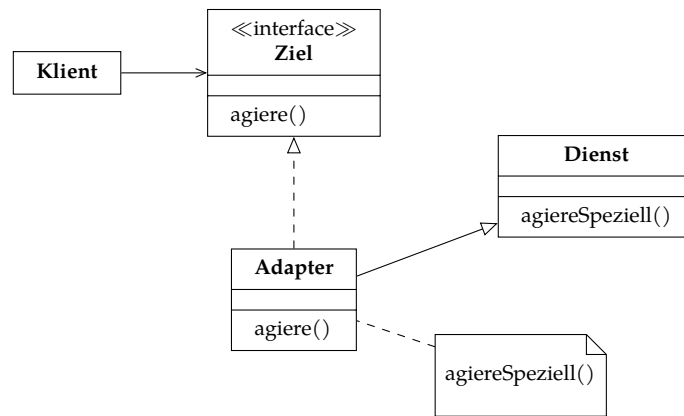 ≪interface≫
Ziel
Klient
agiere()
Dienst
agiereSpeziell()
Adapter
agiere()
agiereSpeziell()